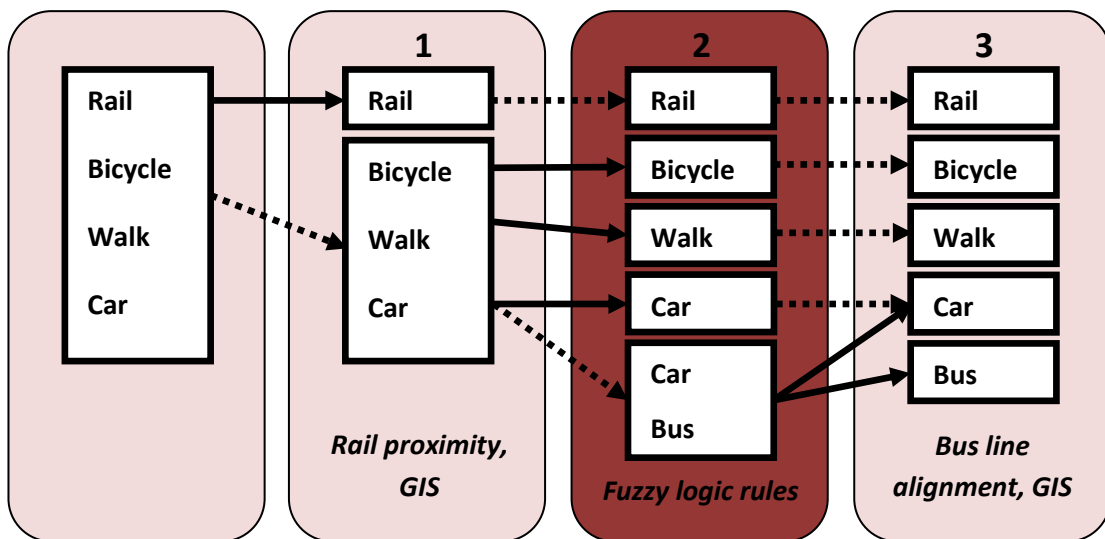 Rail
Bicycle
Walk
Car
1
Rail
Bicycle
Walk
Car
Rail proximity,
GIS
2
Rail
Bicycle
Walk
Car
Car
Bus
Fuzzy logic rules
3
Rail
Bicycle
Walk
Car
Bus
Bus line
alignment, GIS